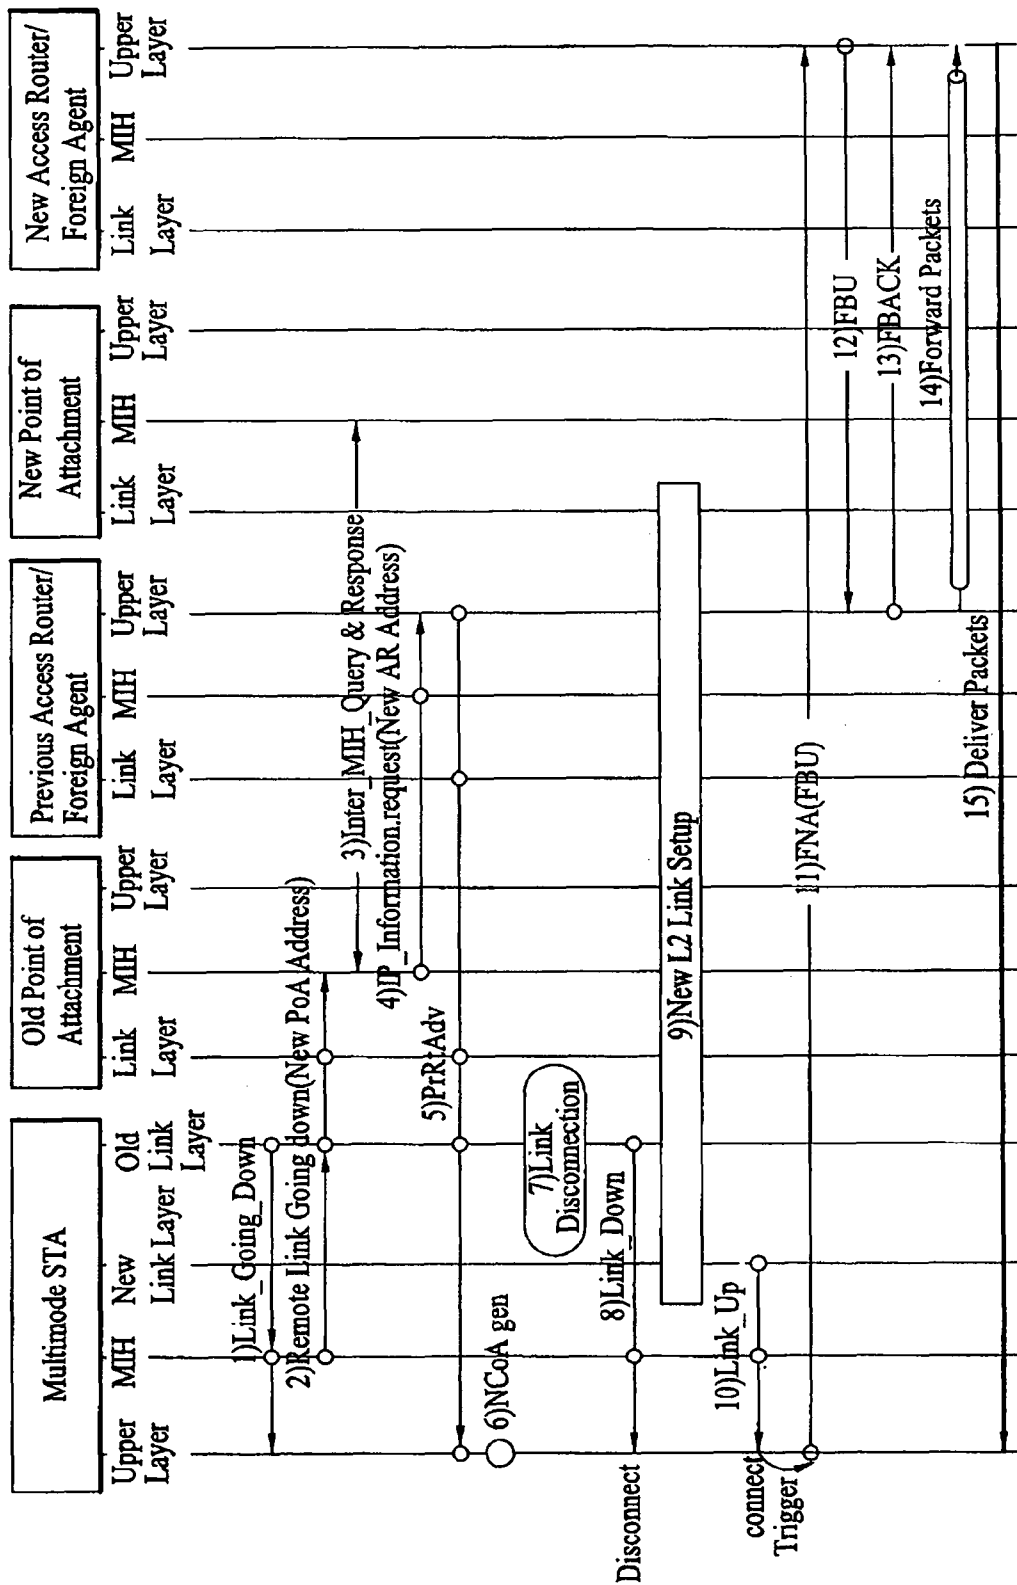 Multimode STA
Old Point of
Attachment
Previous Access Router/
Foreign Agent
New Point of
Attachment
New Access Router/
Foreign Agent
Upper
Layer
MIH
New
Link Layer
Old
Link
Layer
Link
Layer
MIH
Upper
Layer
Link
Layer
MIH
Upper
Layer
Link
Layer
MIH
Upper
Layer
Link
Layer
MIH
Upper
Layer
1)Link_Going_Down
2)Remote Link Going down(New PoA Address)
3)Inter_MIH_Query & Response
4)IP_Information.request(New AR Address)
5)PrRtAdv
6)NCoA gen
7)Link
Disconnection
8)Link_Down
Disconnect
9)New L2 Link Setup
10)Link_Up
connect
Trigger
11)FNA(FBU)
12)FBU
13)FBACK
14)Forward Packets
15) Deliver Packets